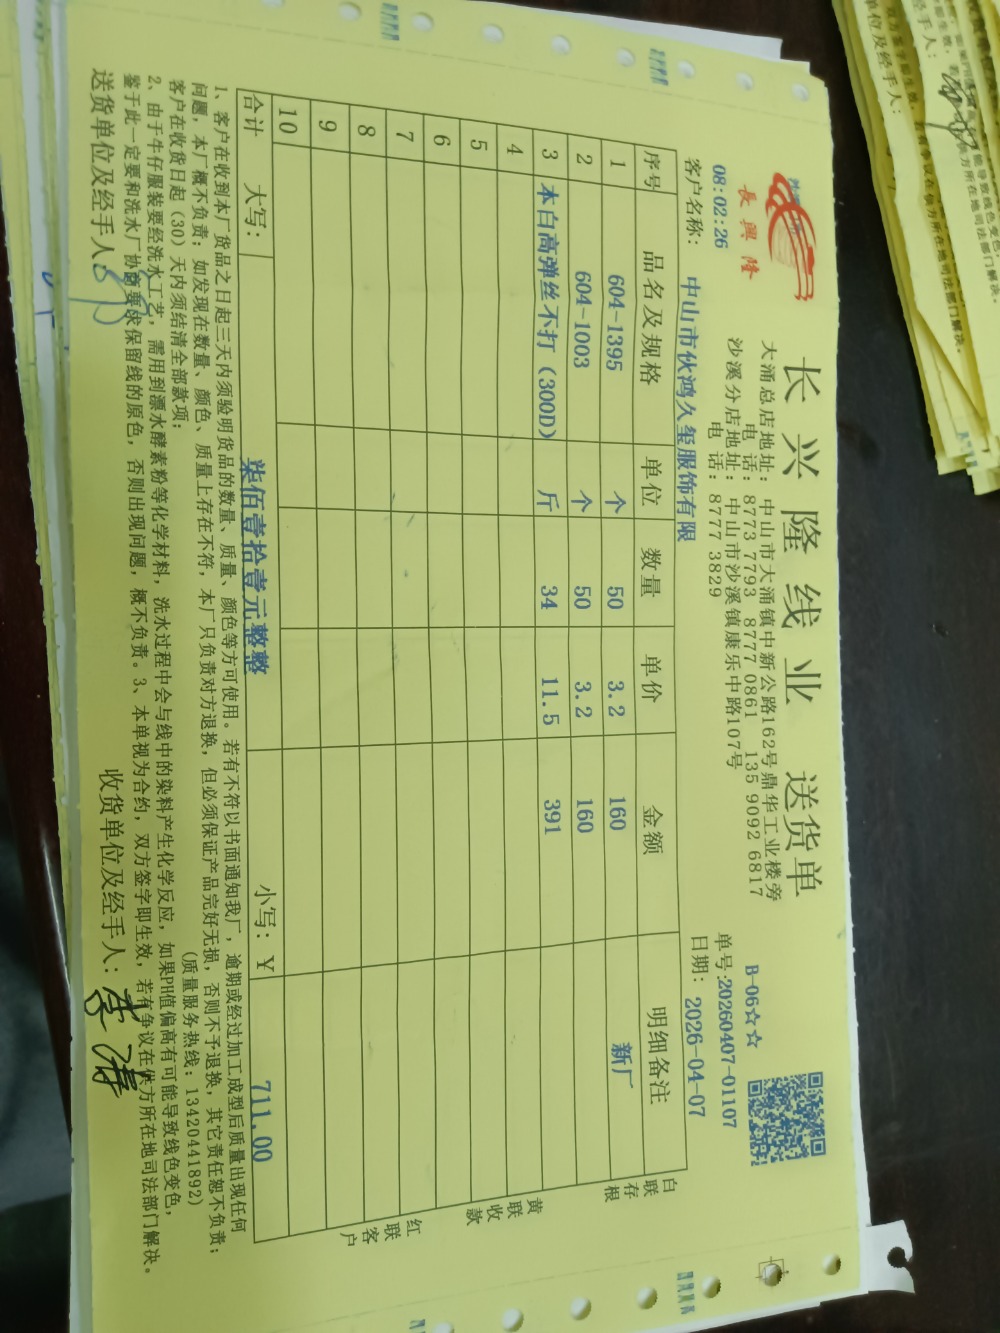 長興隆
长兴隆线业 送货单
大涌总店地址：中山市大涌镇中新公路162号鼎华工业楼旁
电 话：8773 7793 8777 0861 135 9092 6817
沙溪分店地址：中山市沙溪镇康乐中路107号
电 话：8777 3829
B-06☆☆
08:02:26
单号:20260407-01107
客户名称： 中山市伙鸿久玺服饰有限
日期：2026-04-07
序号 品名及规格 单位 数量 单价 金额 明细备注
1 604-1395 个 50 3.2 160 新厂
2 604-1003 个 50 3.2 160
3 本白高弹丝不打（300D） 斤 34 11.5 391
4
5
6
7
8
9
10
合计 大写： 柒佰壹拾壹元整整 小写：Y 711.00
白联存根
黄联收款
红联客户
1、客户在收到本厂货品之日起三天内须验明货品的数量、质量、颜色等方可使用。若有不符以书面通知我厂，逾期或经过加工成型后质量出现任何
问题，本厂概不负责；如发现在数量、颜色、质量上存在不符，本厂只负责对方退换，但必须保证产品完好无损，否则不予退换，其它责任恕不负责；
客户在收货日起（30）天内须结清全部款项； （质量服务热线：13420441892）
2、由于牛仔服装要经洗水工艺，需用到漂水酵素粉等化学材料，洗水过程中会与线中的染料产生化学反应，如果PH值偏高有可能导致线色变色，
鉴于此一定要和洗水厂协商要求保留线的原色，否则出现问题，概不负责。3、本单视为合约，双方签字即生效，若有争议在供方所在地司法部门解决。
送货单位及经手人： 收货单位及经手人：
单位及经手人：